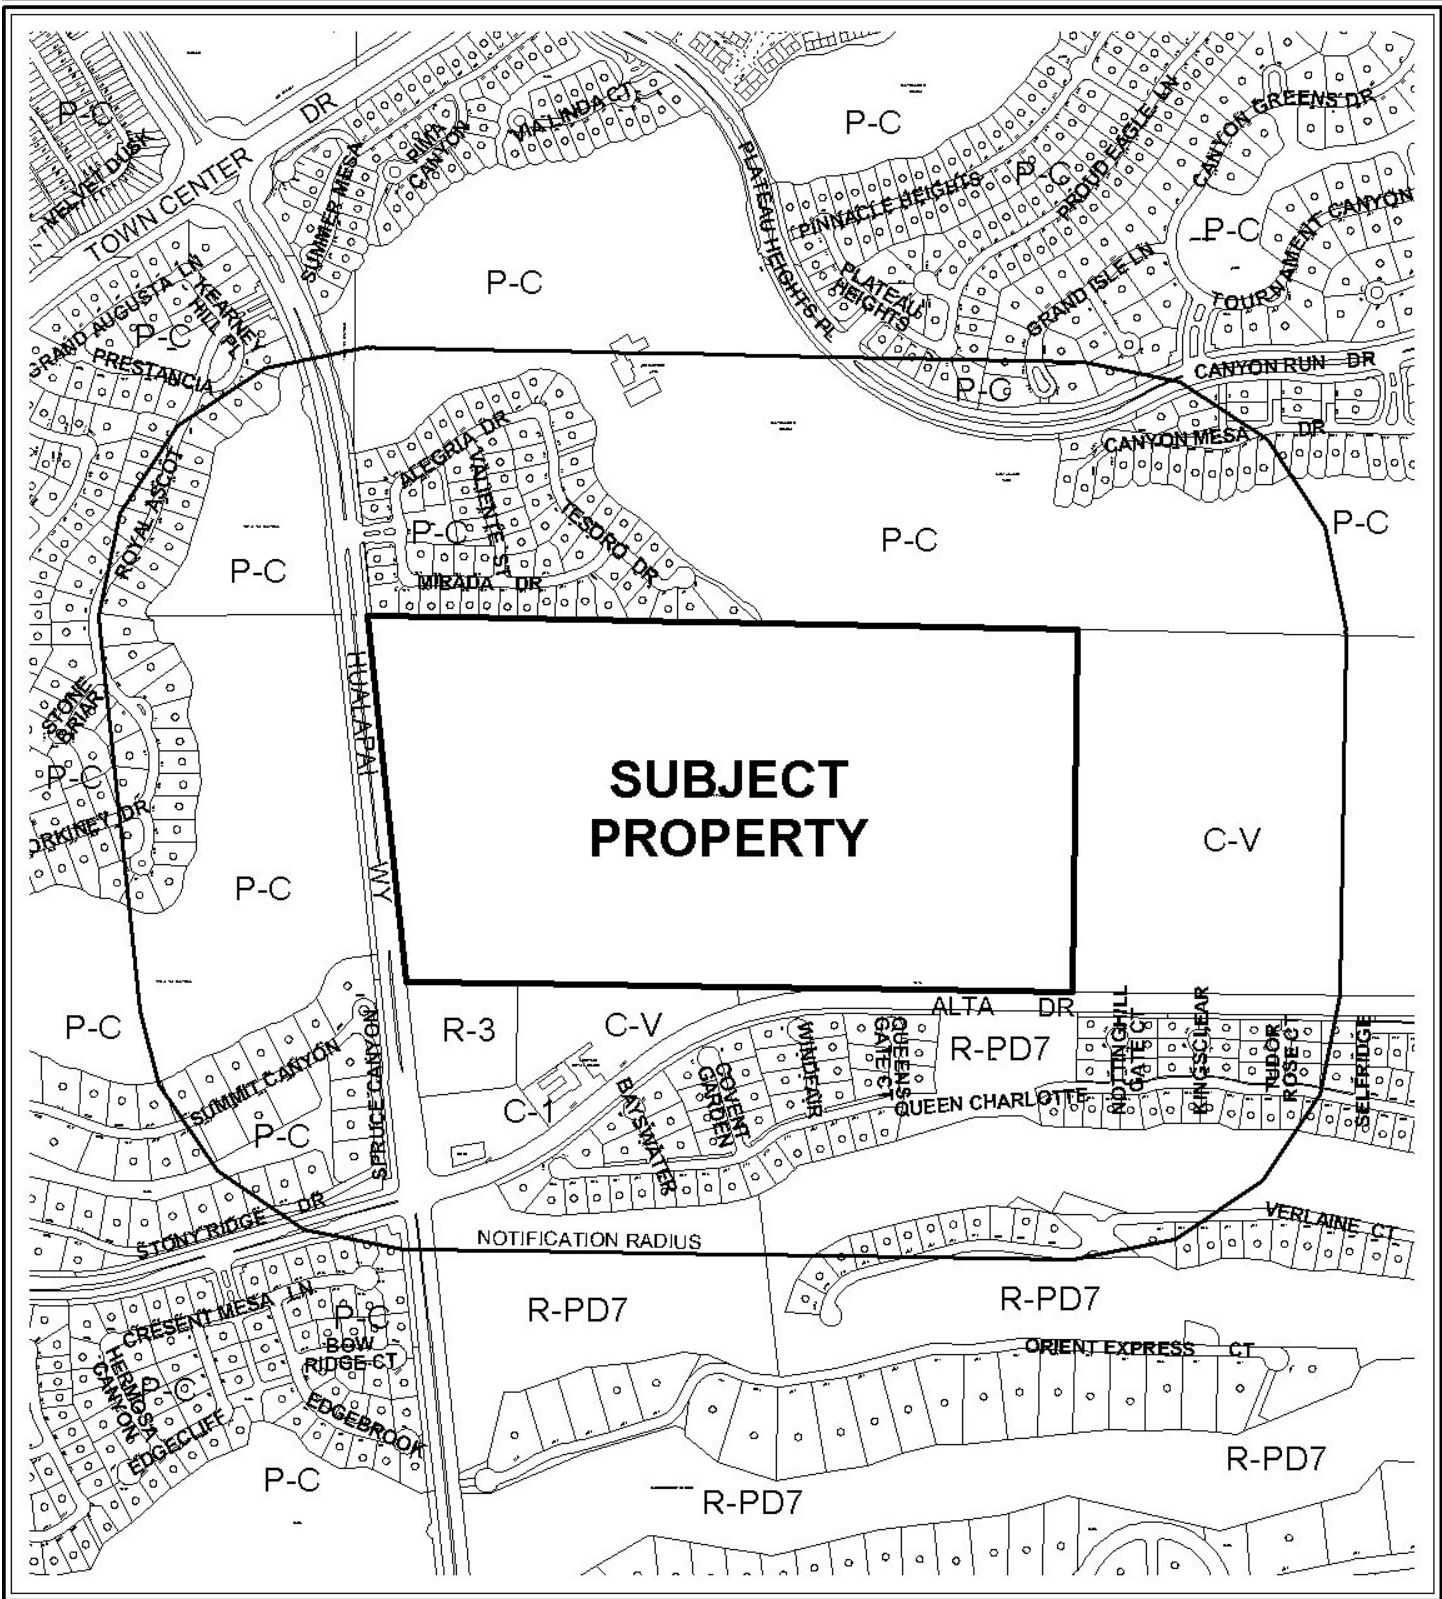 P-C
VELVET DUSK
DR
TOWN CENTER
SUMMER MESA
PIMA
CANYON
VIA LINDA CT
P-C
P-C
PLATEAU HEIGHTS PL
PINNACLE HEIGHTS
P-C
PROUD EAGLE LN
CANYON GREENS DR
P-C
TOURNAMENT CANYON
GRAND ISLE LN
PLATEAU
HEIGHTS
GRAND AUGUSTA LN
KEARNEY
HILL PL
P-C
PRESTANCIA
CANYON RUN DR
P-C
CANYON MESA DR
P-C
ROYAL ASCOT
P-C
ALEGRIA DR
VALIENTE ST
P-C
TESORO DR
MIRADA DR
P-C
HUALAPAI WY
STONE
BRIAR
P-C
ORKINEY DR
P-C
SUBJECT
PROPERTY
C-V
P-C
SUMMIT CANYON
P-C
SPRUCE CANYON
STONY RIDGE DR
R-3
C-V
C-1
ALTA DR
R-PD7
BAYSWATER
COVENT
GARDEN
WINDFAIR
QUEENS
GATE CT
QUEEN CHARLOTTE
NOTTINGHILL
GATE CT
KINGSCLEAR
TUDOR
ROSE CT
SELFRIDGE
VERLAINE CT
NOTIFICATION RADIUS
R-PD7
R-PD7
CRESENT MESA LN
P-C
BOW
RIDGE CT
HERMOSA
CANYON
P-C
EDGECLIFF
EDGEBROOK
P-C
ORIENT EXPRESS CT
R-PD7
R-PD7